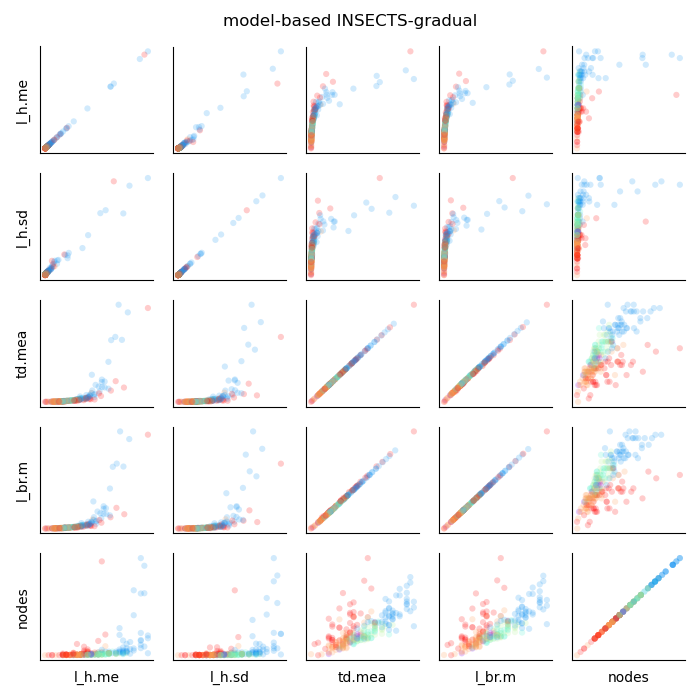 model-based INSECTS-gradual
l_h.me
l_h.sd
td.mea
l_br.m
nodes
l_h.me
l_h.sd
td.mea
l_br.m
nodes